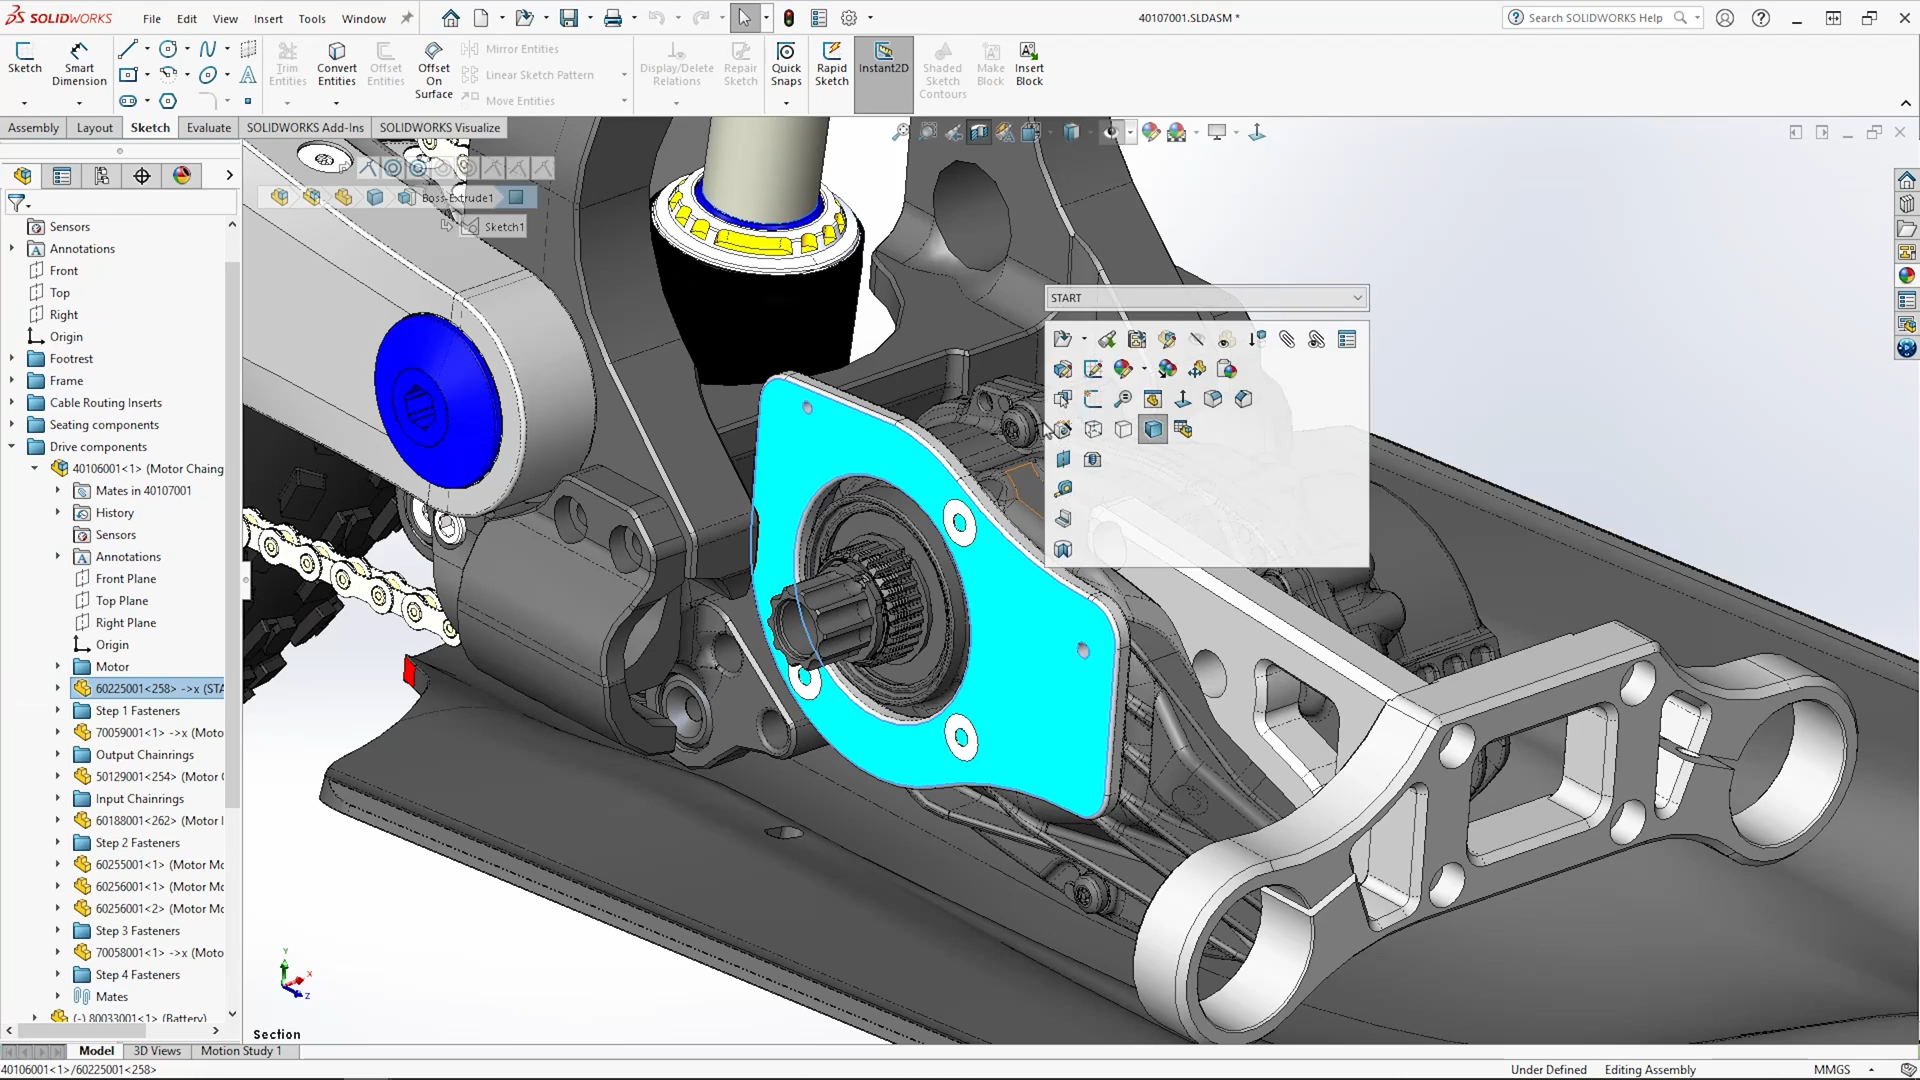 SOLIDWORKS
File Edit View Insert Tools Window
40107001.SLDASM *
Search SOLIDWORKS Help
Sketch
Smart Dimension
Trim Entities
Convert Entities
Offset Entities
Offset On Surface
Mirror Entities
Linear Sketch Pattern
Move Entities
Display/Delete Relations
Repair Sketch
Quick Snaps
Rapid Sketch
Instant2D
Shaded Sketch Contours
Make Block
Insert Block
Assembly Layout Sketch Evaluate SOLIDWORKS Add-Ins SOLIDWORKS Visualize
Boss-Extrude1
Sketch1
START
Sensors
Annotations
Front
Top
Right
Origin
Footrest
Frame
Cable Routing Inserts
Seating components
Drive components
40106001<1> (Motor Chaing
Mates in 40107001
History
Sensors
Annotations
Front Plane
Top Plane
Right Plane
Origin
Motor
60225001<258> ->x (STA
Step 1 Fasteners
70059001<1> ->x (Moto
Output Chainrings
50129001<254> (Motor C
Input Chainrings
60188001<262> (Motor I
Step 2 Fasteners
60255001<1> (Motor Mc
60256001<1> (Motor Mc
60256001<2> (Motor Mc
Step 3 Fasteners
70058001<1> ->x (Moto
Step 4 Fasteners
Mates
(-) 80033001<1> (Battery)
Y
X
Z
Section
Model 3D Views Motion Study 1
40106001<1>/60225001<258>
Under Defined Editing Assembly MMGS